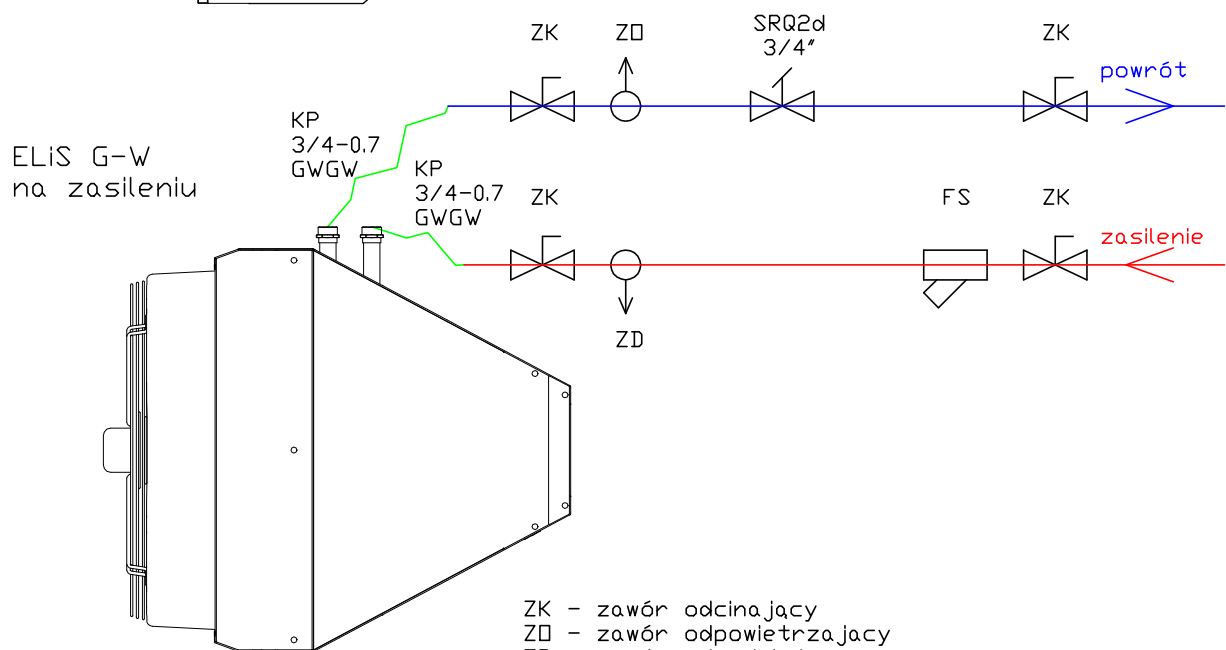 ZK
ZO
SRQ2d
3/4"
ZK
powrót
KP
3/4-0.7
GWGW
ELiS G-W
na zasileniu
KP
3/4-0.7
GWGW
ZK
FS
ZK
zasilenie
ZD
ZK - zawór odcinający
ZO - zawór odpowietrzajacy